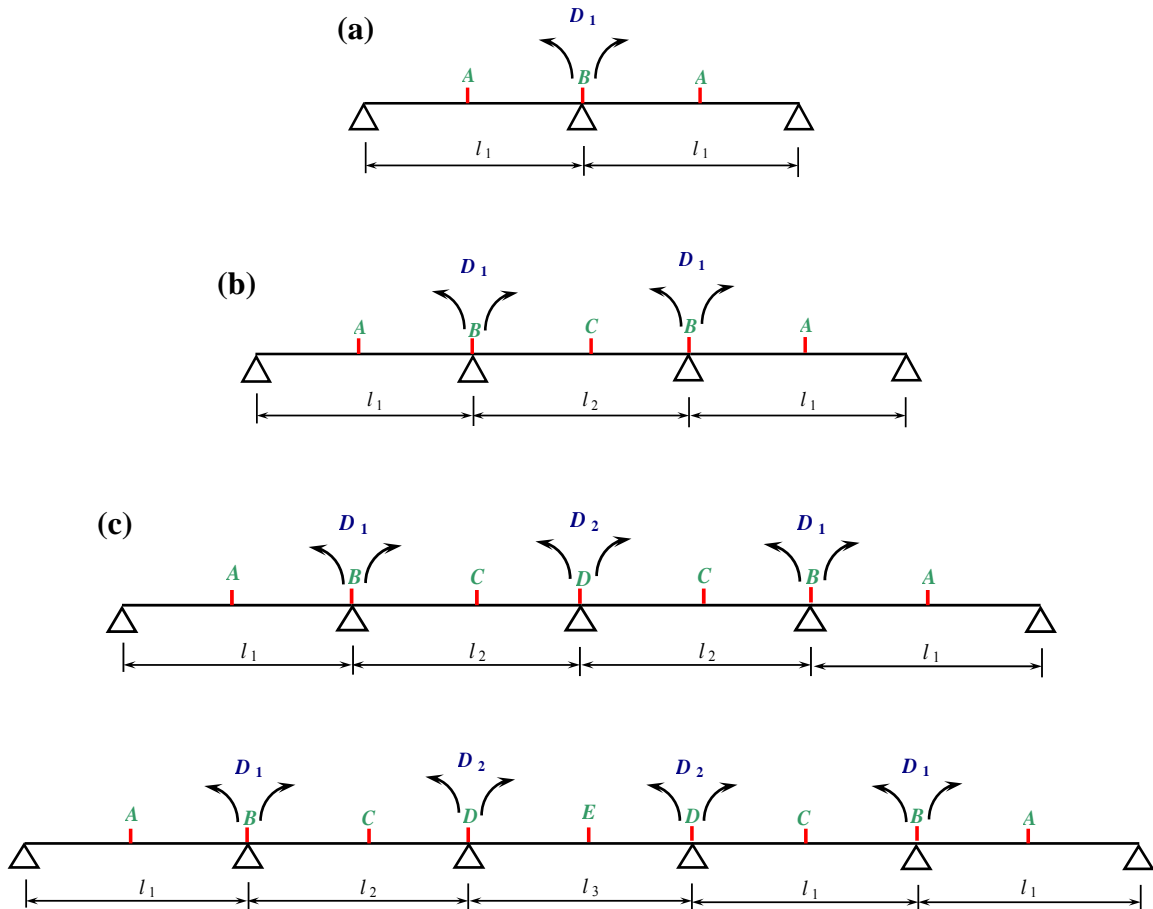 (a)
D 1
A B A
l 1 l 1
(b)
D 1 D 1
A B C B A
l 1 l 2 l 1
(c)
D 1 D 2 D 1
A B C D C B A
l 1 l 2 l 2 l 1
D 1 D 2 D 2 D 1
A B C D E D C B A
l 1 l 2 l 3 l 1 l 1